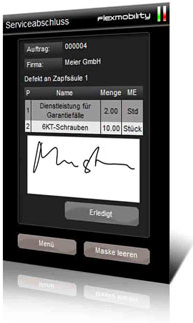 Serviceabschluss flexmobility
Auftrag: 000004
Firma: Meier GmbH
Defekt an Zapfsäule 1
P Name Menge ME
1 Dienstleistung für Garantiefälle 2.00 Std
2 6KT-Schrauben 10.00 Stück
Erledigt
Menü Maske leeren